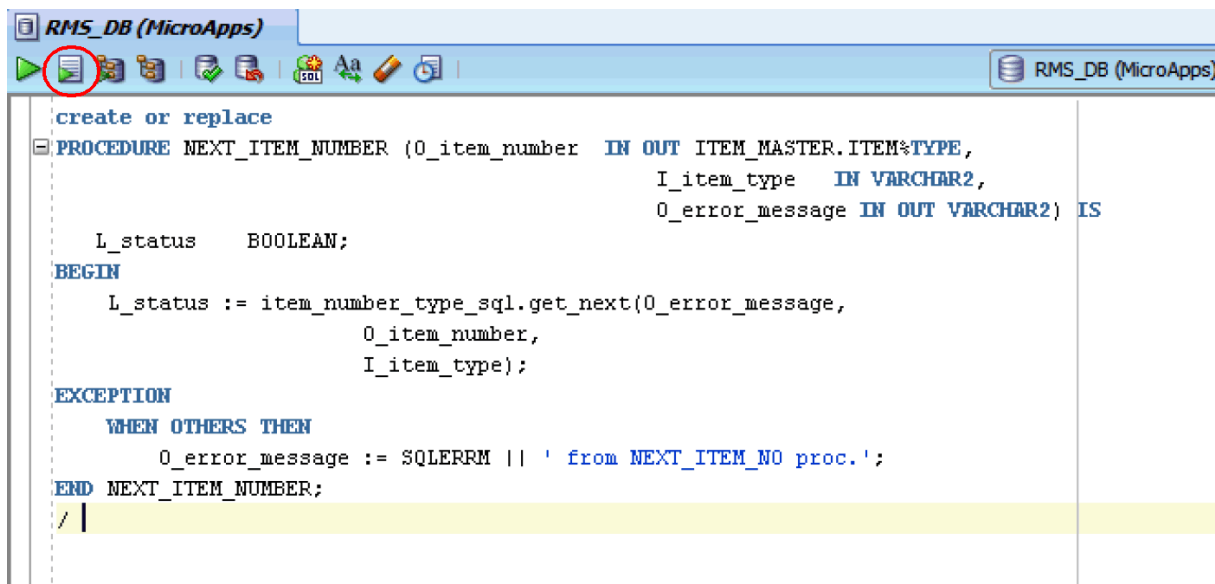 RMS_DB (MicroApps)
SQL Aa RMS_DB (MicroApps)
create or replace
PROCEDURE NEXT_ITEM_NUMBER (O_item_number IN OUT ITEM_MASTER.ITEM%TYPE,
I_item_type IN VARCHAR2,
O_error_message IN OUT VARCHAR2) IS
L_status BOOLEAN;
BEGIN
L_status := item_number_type_sql.get_next(O_error_message,
O_item_number,
I_item_type);
EXCEPTION
WHEN OTHERS THEN
O_error_message := SQLERRM || ' from NEXT_ITEM_NO proc.';
END NEXT_ITEM_NUMBER;
/